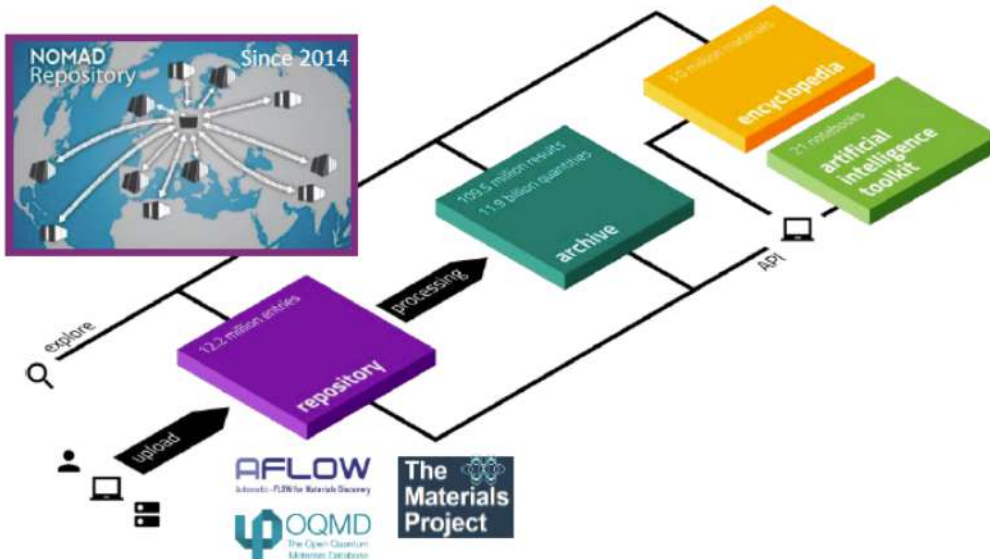 NOMAD
Repository
Since 2014
3.0 million materials
encyclopedia
21 notebooks
artificial
intelligence
toolkit
109.5 million results
11.9 billion quantities
archive
API
processing
explore
12.2 million entries
repository
upload
AFLOW
Automatic - FLOW for Materials Discovery
OQMD
The Open Quantum
Materials Database
The
Materials
Project